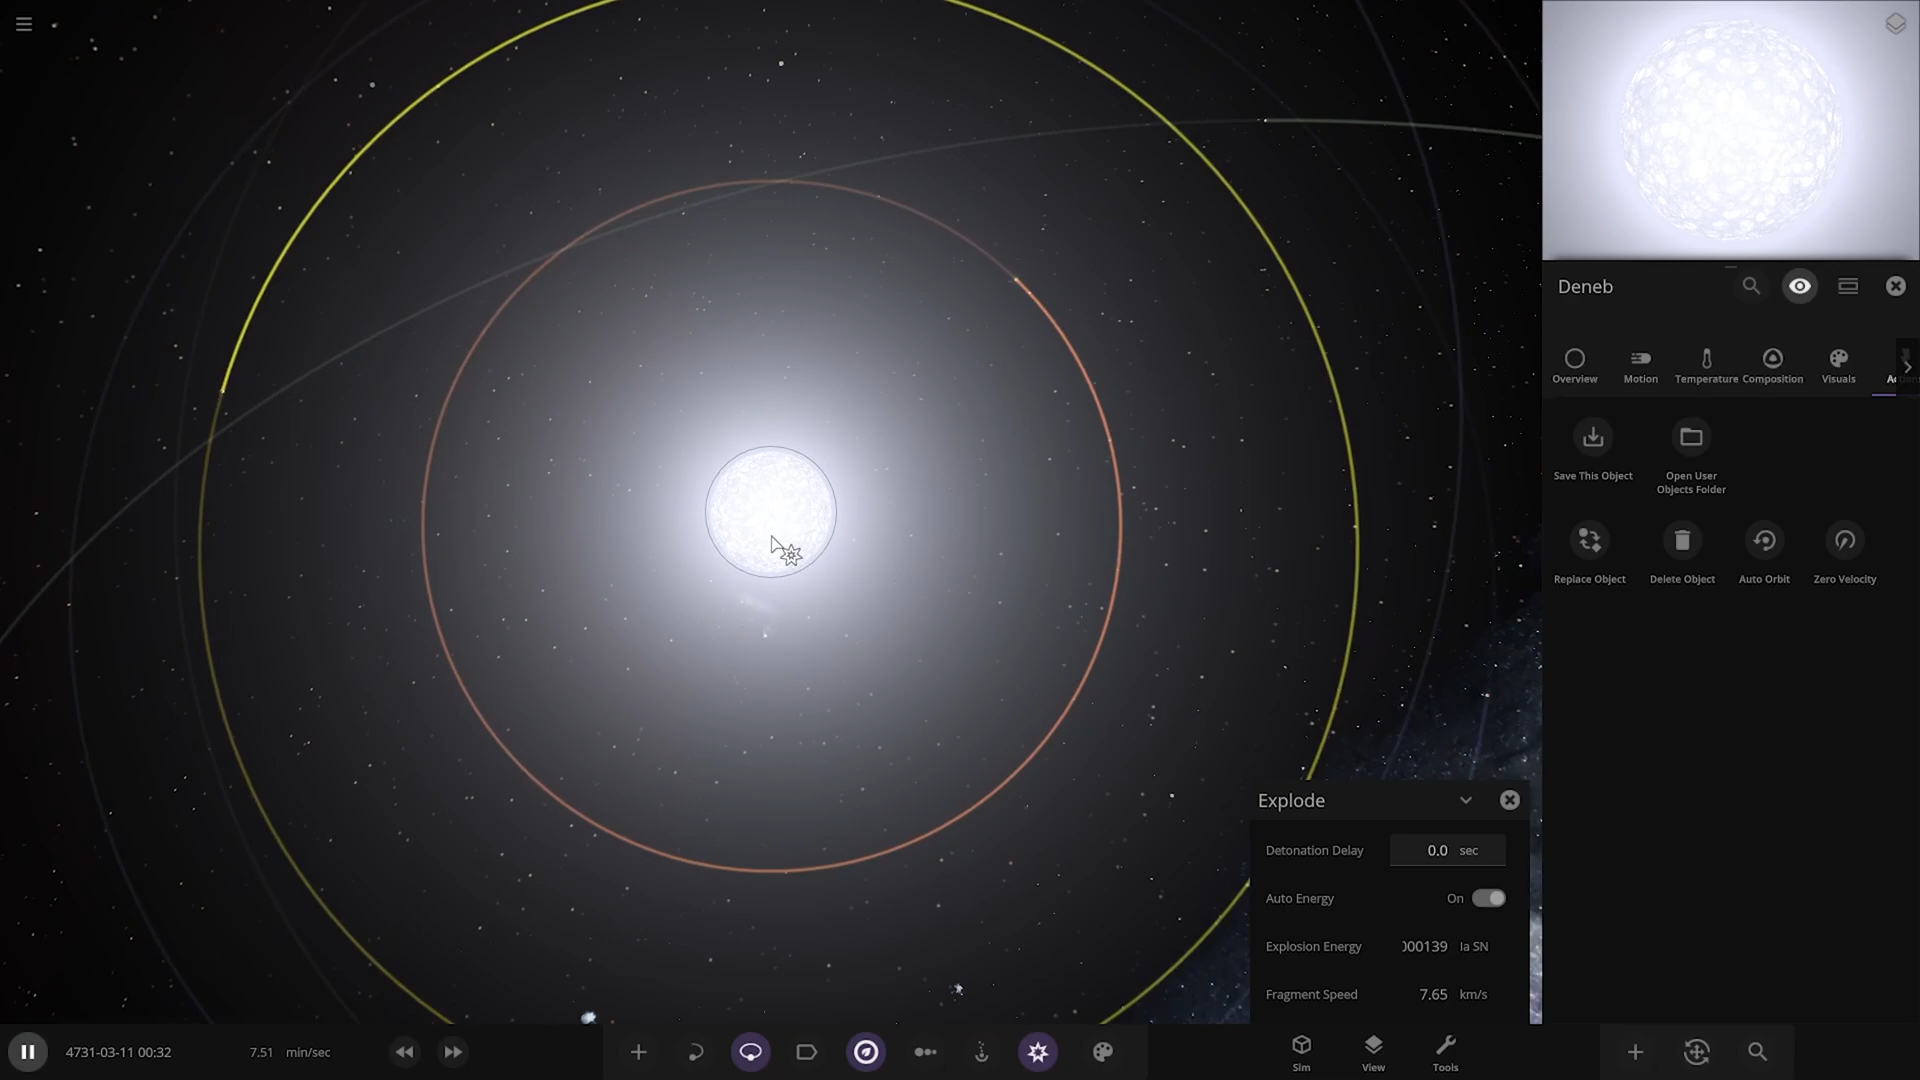 Deneb
Overview
Motion
Temperature
Composition
Visuals
Save This Object
Open User
Objects Folder
Replace Object
Delete Object
Auto Orbit
Zero Velocity
Explode
Detonation Delay 0.0 sec
Auto Energy On
Explosion Energy 000139 Ia SN
Fragment Speed 7.65 km/s
4731-03-11 00:32
7.51 min/sec
Sim
View
Tools